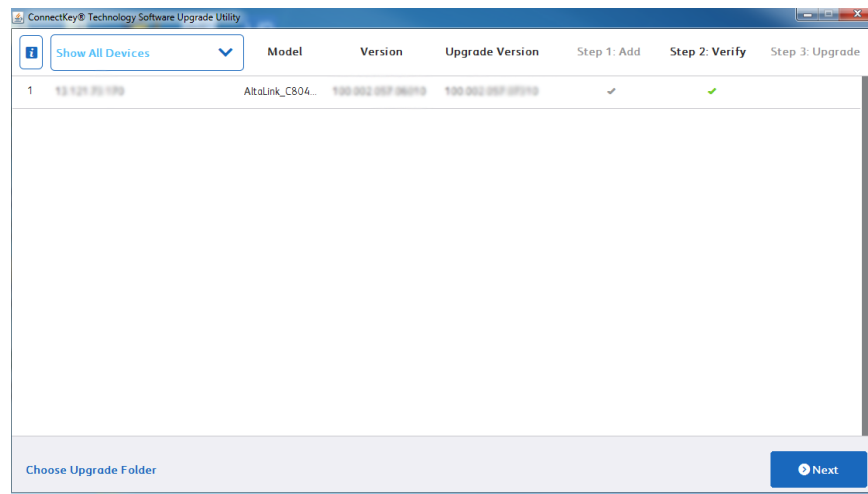 ConnectKey® Technology Software Upgrade Utility
i Show All Devices Model Version Upgrade Version Step 1: Add Step 2: Verify Step 3: Upgrade
1 AltaLink_C804...
Choose Upgrade Folder Next